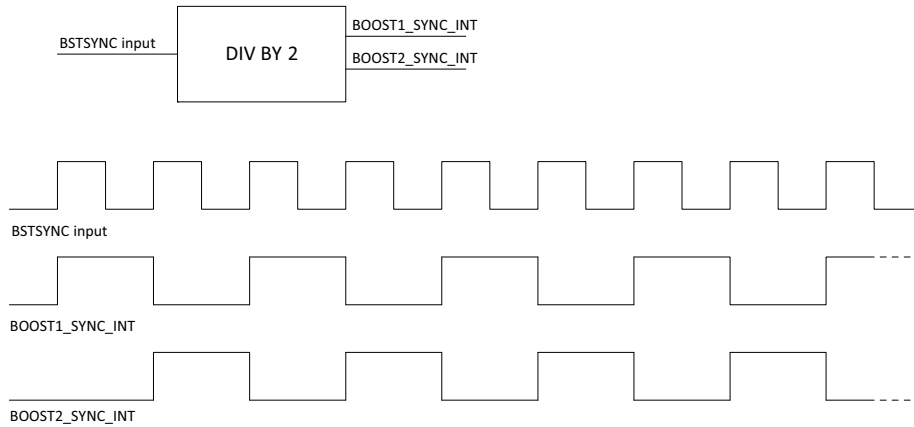 BOOST1_SYNC_INT
BSTSYNC input
DIV BY 2
BOOST2_SYNC_INT
BSTSYNC input
BOOST1_SYNC_INT
BOOST2_SYNC_INT